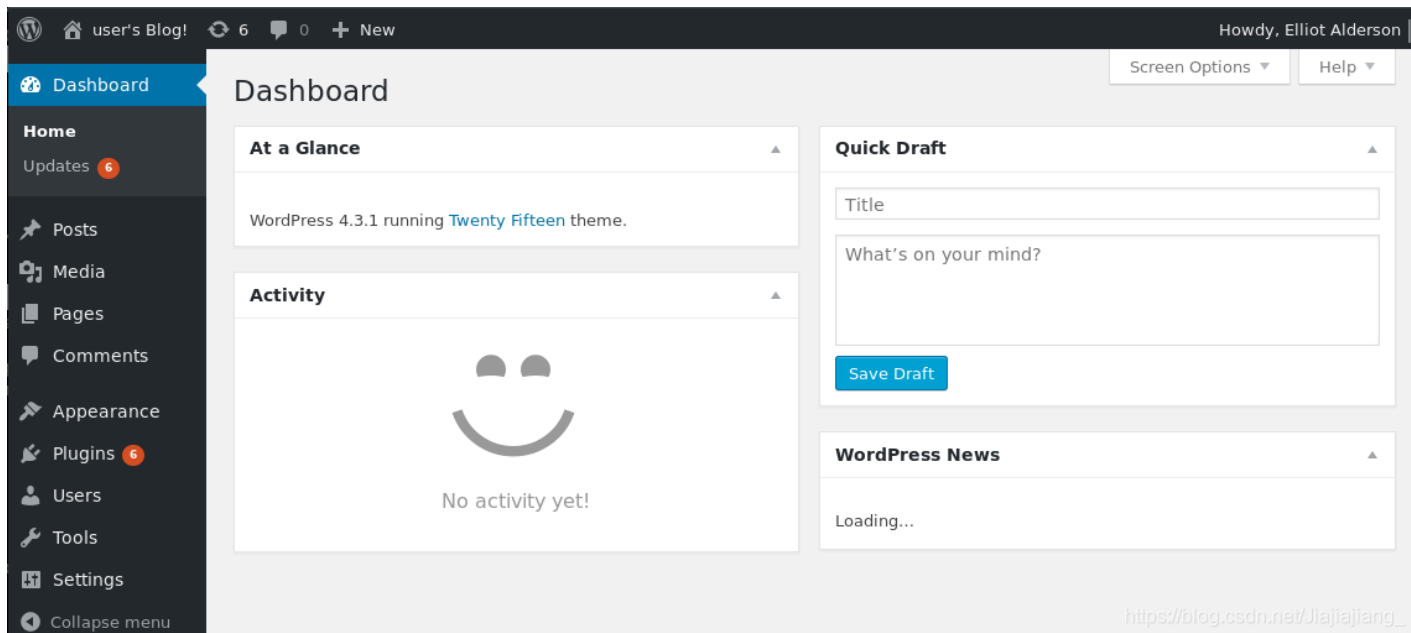 user's Blog! 6 0 New Howdy, Elliot Alderson
Screen Options Help
Dashboard
Home
Updates 6
Posts
Media
Pages
Comments
Appearance
Plugins 6
Users
Tools
Settings
Collapse menu
Dashboard
At a Glance
WordPress 4.3.1 running Twenty Fifteen theme.
Activity
No activity yet!
Quick Draft
Title
What’s on your mind?
Save Draft
WordPress News
Loading...
https://blog.csdn.net/Jiajiajiang_